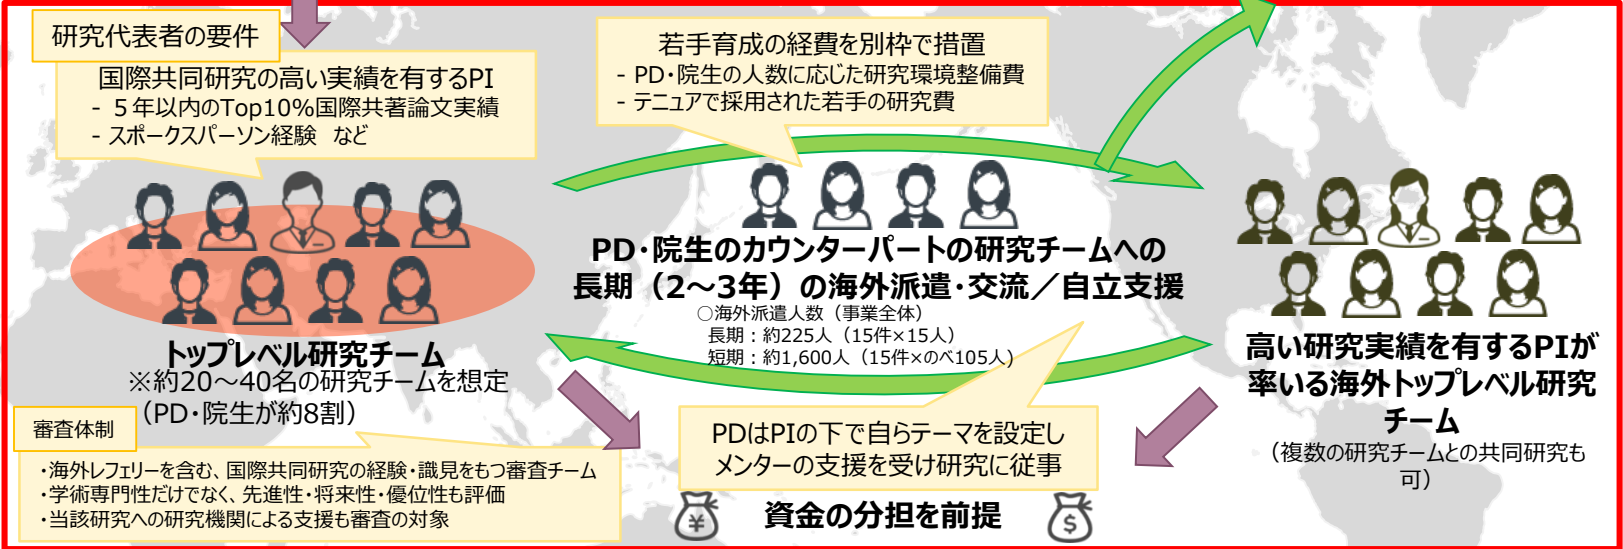 研究代表者の要件
国際共同研究の高い実績を有するPI
- ５年以内のTop10%国際共著論文実績
- スポークスパーソン経験　など
若手育成の経費を別枠で措置
- PD・院生の人数に応じた研究環境整備費
- テニュアで採用された若手の研究費
PD・院生のカウンターパートの研究チームへの
長期（2～3年）の海外派遣・交流／自立支援
○海外派遣人数（事業全体）
長期：約225人（15件×15人）
短期：約1,600人（15件×のべ105人）
トップレベル研究チーム
※約20～40名の研究チームを想定
（PD・院生が約8割）
高い研究実績を有するPIが
率いる海外トップレベル研究
チーム
（複数の研究チームとの共同研究も
可）
審査体制
・海外レフェリーを含む、国際共同研究の経験・識見をもつ審査チーム
・学術専門性だけでなく、先進性・将来性・優位性も評価
・当該研究への研究機関による支援も審査の対象
PDはPIの下で自らテーマを設定し
メンターの支援を受け研究に従事
¥
資金の分担を前提
$